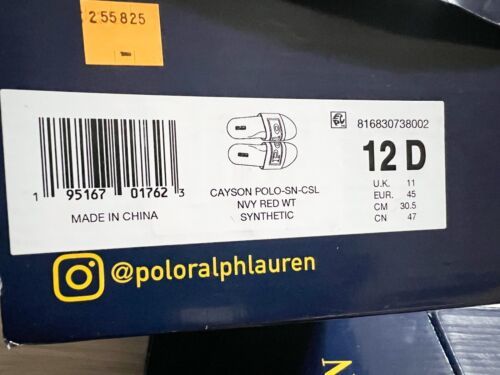 255825
816830738002
12 D
U.K. 11
EUR. 45
CM 30.5
CN 47
1 95167 01762 3
MADE IN CHINA
CAYSON POLO-SN-CSL
NVY RED WT
SYNTHETIC
@poloralphlauren
N